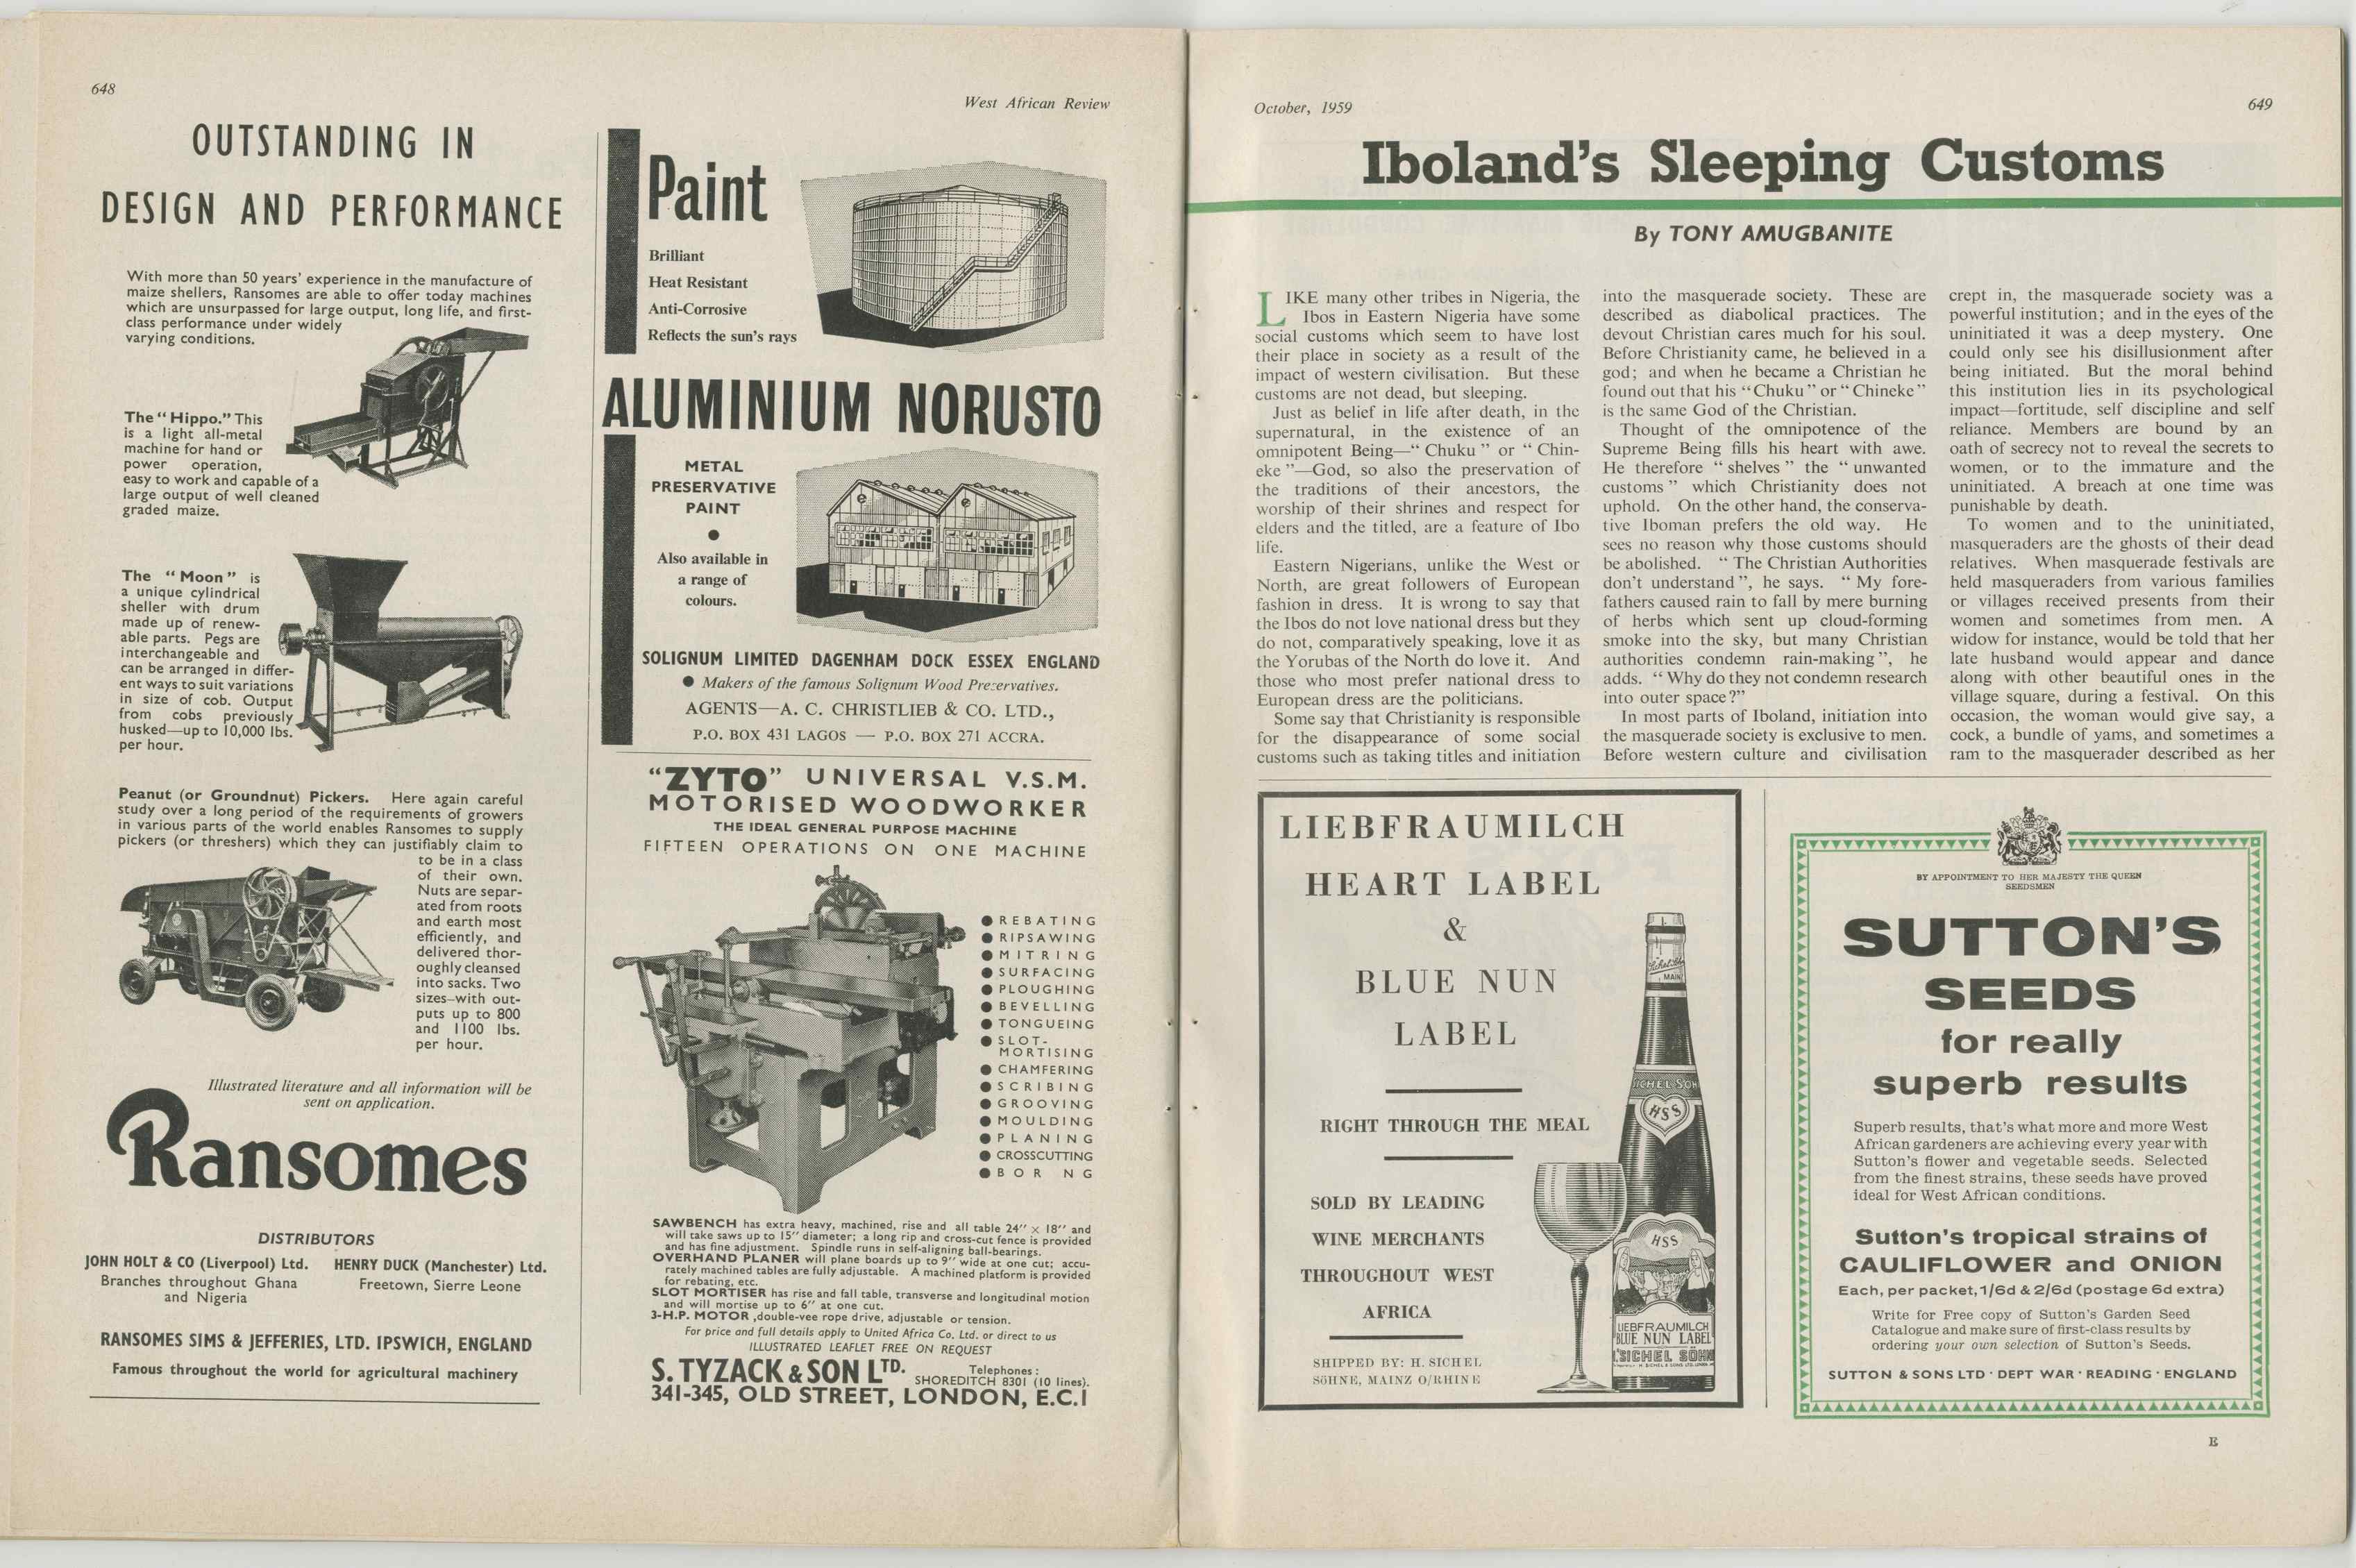 648
West African Review
OUTSTANDING IN
DESIGN AND PERFORMANCE
With more than 50 years' experience in the manufacture of
maize shellers, Ransomes are able to offer today machines
which are unsurpassed for large output, long life, and first-
class performance under widely
varying conditions.
The "Hippo." This
is a light all-metal
machine for hand or
power operation,
easy to work and capable of a
large output of well cleaned
graded maize.
The "Moon" is
a unique cylindrical
sheller with drum
made up of renew-
able parts. Pegs are
interchangeable and
can be arranged in differ-
ent ways to suit variations
in size of cob. Output
from cobs previously
husked—up to 10,000 lbs.
per hour.
Peanut (or Groundnut) Pickers. Here again careful
study over a long period of the requirements of growers
in various parts of the world enables Ransomes to supply
pickers (or threshers) which they can justifiably claim to
to be in a class
of their own.
Nuts are separ-
ated from roots
and earth most
efficiently, and
delivered thor-
oughly cleansed
into sacks. Two
sizes—with out-
puts up to 800
and 1100 lbs.
per hour.
Illustrated literature and all information will be
sent on application.
Ransomes
DISTRIBUTORS
JOHN HOLT & CO (Liverpool) Ltd.
Branches throughout Ghana
and Nigeria
HENRY DUCK (Manchester) Ltd.
Freetown, Sierre Leone
RANSOMES SIMS & JEFFERIES, LTD. IPSWICH, ENGLAND
Famous throughout the world for agricultural machinery
Paint
Brilliant
Heat Resistant
Anti-Corrosive
Reflects the sun's rays
ALUMINIUM NORUSTO
METAL
PRESERVATIVE
PAINT
●
Also available in
a range of
colours.
SOLIGNUM LIMITED DAGENHAM DOCK ESSEX ENGLAND
● Makers of the famous Solignum Wood Preservatives.
AGENTS—A. C. CHRISTLIEB & CO. LTD.,
P.O. BOX 431 LAGOS — P.O. BOX 271 ACCRA.
"ZYTO" UNIVERSAL V.S.M.
MOTORISED WOODWORKER
THE IDEAL GENERAL PURPOSE MACHINE
FIFTEEN OPERATIONS ON ONE MACHINE
● REBATING
● RIPSAWING
● MITRING
● SURFACING
● PLOUGHING
● BEVELLING
● TONGUEING
● SLOT-
MORTISING
● CHAMFERING
● SCRIBING
● GROOVING
● MOULDING
● PLANING
● CROSSCUTTING
● BOR NG
SAWBENCH has extra heavy, machined, rise and all table 24" × 18" and
will take saws up to 15" diameter; a long rip and cross-cut fence is provided
and has fine adjustment. Spindle runs in self-aligning ball-bearings.
OVERHAND PLANER will plane boards up to 9" wide at one cut; accu-
rately machined tables are fully adjustable. A machined platform is provided
for rebating, etc.
SLOT MORTISER has rise and fall table, transverse and longitudinal motion
and will mortise up to 6" at one cut.
3-H.P. MOTOR ,double-vee rope drive, adjustable or tension.
For price and full details apply to United Africa Co. Ltd. or direct to us
ILLUSTRATED LEAFLET FREE ON REQUEST
S. TYZACK & SON LTD. Telephones:
SHOREDITCH 8301 (10 lines).
341-345, OLD STREET, LONDON, E.C.1
October, 1959
649
Iboland's Sleeping Customs
By TONY AMUGBANITE
LIKE many other tribes in Nigeria, the
Ibos in Eastern Nigeria have some
social customs which seem to have lost
their place in society as a result of the
impact of western civilisation. But these
customs are not dead, but sleeping.
Just as belief in life after death, in the
supernatural, in the existence of an
omnipotent Being—"Chuku" or "Chin-
eke"—God, so also the preservation of
the traditions of their ancestors, the
worship of their shrines and respect for
elders and the titled, are a feature of Ibo
life.
Eastern Nigerians, unlike the West or
North, are great followers of European
fashion in dress. It is wrong to say that
the Ibos do not love national dress but they
do not, comparatively speaking, love it as
the Yorubas of the North do love it. And
those who most prefer national dress to
European dress are the politicians.
Some say that Christianity is responsible
for the disappearance of some social
customs such as taking titles and initiation
into the masquerade society. These are
described as diabolical practices. The
devout Christian cares much for his soul.
Before Christianity came, he believed in a
god; and when he became a Christian he
found out that his "Chuku" or "Chineke"
is the same God of the Christian.
Thought of the omnipotence of the
Supreme Being fills his heart with awe.
He therefore "shelves" the "unwanted
customs" which Christianity does not
uphold. On the other hand, the conserva-
tive Iboman prefers the old way. He
sees no reason why those customs should
be abolished. "The Christian Authorities
don't understand", he says. "My fore-
fathers caused rain to fall by mere burning
of herbs which sent up cloud-forming
smoke into the sky, but many Christian
authorities condemn rain-making", he
adds. "Why do they not condemn research
into outer space?"
In most parts of Iboland, initiation into
the masquerade society is exclusive to men.
Before western culture and civilisation
crept in, the masquerade society was a
powerful institution; and in the eyes of the
uninitiated it was a deep mystery. One
could only see his disillusionment after
being initiated. But the moral behind
this institution lies in its psychological
impact—fortitude, self discipline and self
reliance. Members are bound by an
oath of secrecy not to reveal the secrets to
women, or to the immature and the
uninitiated. A breach at one time was
punishable by death.
To women and to the uninitiated,
masqueraders are the ghosts of their dead
relatives. When masquerade festivals are
held masqueraders from various families
or villages received presents from their
women and sometimes from men. A
widow for instance, would be told that her
late husband would appear and dance
along with other beautiful ones in the
village square, during a festival. On this
occasion, the woman would give say, a
cock, a bundle of yams, and sometimes a
ram to the masquerader described as her
LIEBFRAUMILCH
HEART LABEL
&
BLUE NUN
LABEL
RIGHT THROUGH THE MEAL
SOLD BY LEADING
WINE MERCHANTS
THROUGHOUT WEST
AFRICA
SHIPPED BY: H. SICHEL
SöHNE, MAINZ O/RHINE
MAIN
SICHEL SÖH
HSS
HSS
LIEBFRAUMILCH
BLUE NUN LABEL
SICHEL SÖHN
BY APPOINTMENT TO HER MAJESTY THE QUEEN
SEEDSMEN
SUTTON'S
SEEDS
for really
superb results
Superb results, that's what more and more West
African gardeners are achieving every year with
Sutton's flower and vegetable seeds. Selected
from the finest strains, these seeds have proved
ideal for West African conditions.
Sutton's tropical strains of
CAULIFLOWER and ONION
Each, per packet, 1/6d & 2/6d (postage 6d extra)
Write for Free copy of Sutton's Garden Seed
Catalogue and make sure of first-class results by
ordering your own selection of Sutton's Seeds.
SUTTON & SONS LTD · DEPT WAR · READING · ENGLAND
E